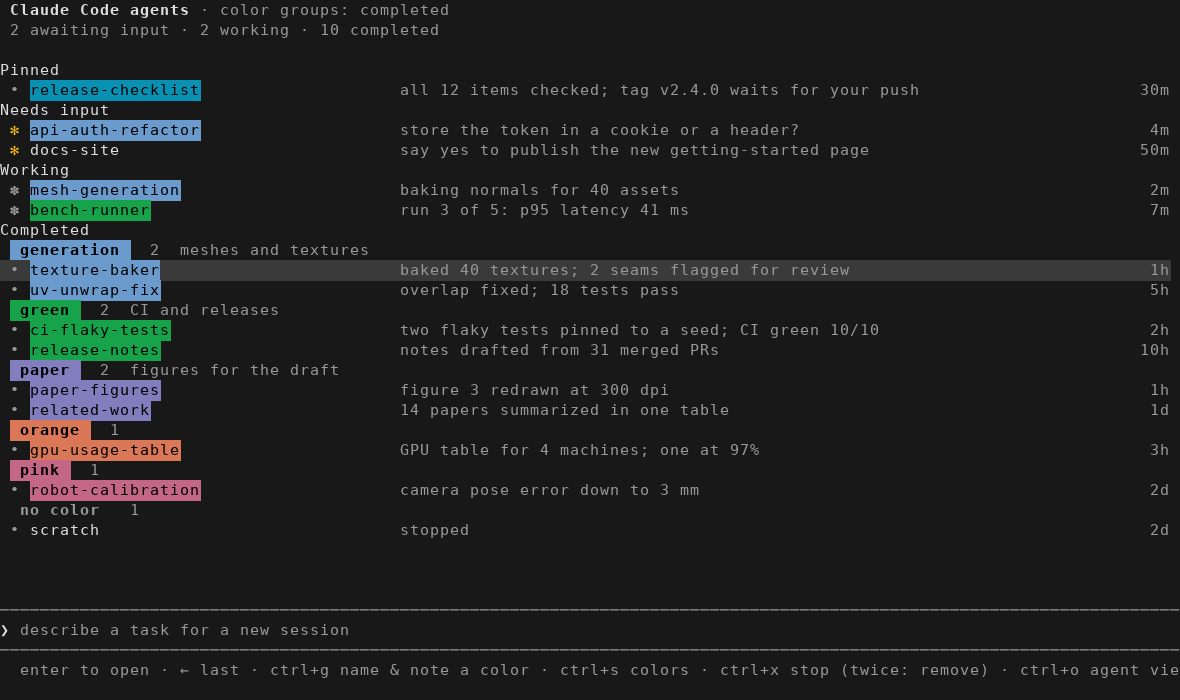 Claude Code agents · color groups: completed
2 awaiting input · 2 working · 10 completed
Pinned
• release-checklist all 12 items checked; tag v2.4.0 waits for your push 30m
Needs input
✻ api-auth-refactor store the token in a cookie or a header? 4m
✻ docs-site say yes to publish the new getting-started page 50m
Working
✽ mesh-generation baking normals for 40 assets 2m
✽ bench-runner run 3 of 5: p95 latency 41 ms 7m
Completed
generation 2 meshes and textures
• texture-baker baked 40 textures; 2 seams flagged for review 1h
• uv-unwrap-fix overlap fixed; 18 tests pass 5h
green 2 CI and releases
• ci-flaky-tests two flaky tests pinned to a seed; CI green 10/10 2h
• release-notes notes drafted from 31 merged PRs 10h
paper 2 figures for the draft
• paper-figures figure 3 redrawn at 300 dpi 1h
• related-work 14 papers summarized in one table 1d
orange 1
• gpu-usage-table GPU table for 4 machines; one at 97% 3h
pink 1
• robot-calibration camera pose error down to 3 mm 2d
no color 1
• scratch stopped 2d
❯ describe a task for a new session
enter to open · ← last · ctrl+g name & note a color · ctrl+s colors · ctrl+x stop (twice: remove) · ctrl+o agent vie